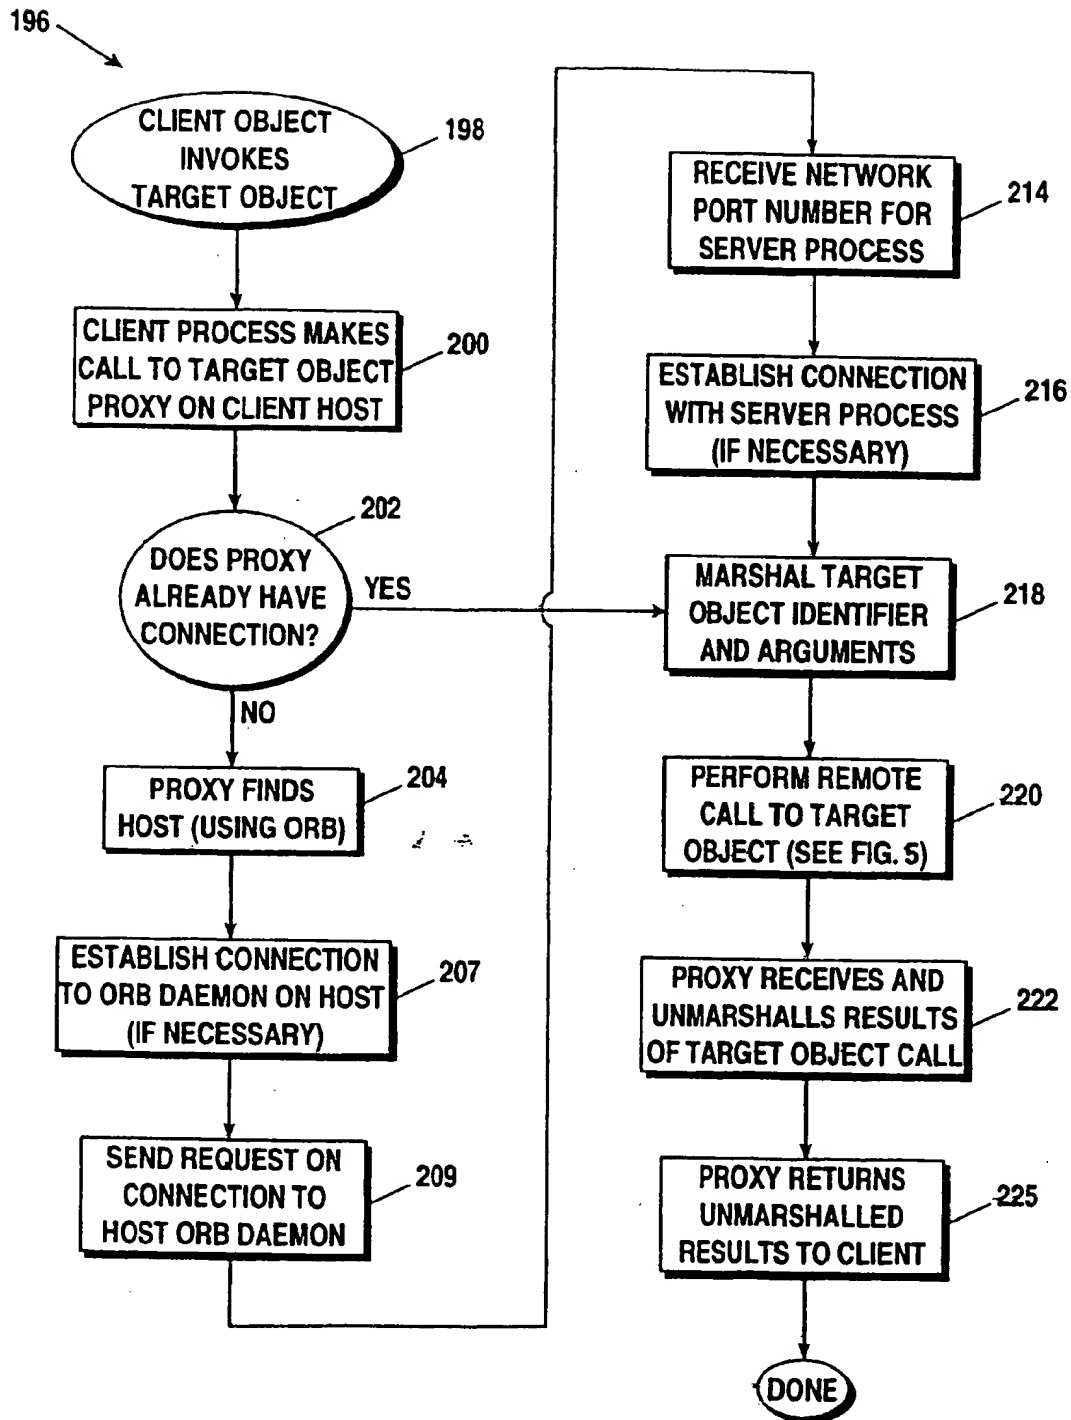 196
CLIENT OBJECT
INVOKES
TARGET OBJECT
198
CLIENT PROCESS MAKES
CALL TO TARGET OBJECT
PROXY ON CLIENT HOST
200
202
DOES PROXY
ALREADY HAVE
CONNECTION?
YES
NO
PROXY FINDS
HOST (USING ORB)
204
ESTABLISH CONNECTION
TO ORB DAEMON ON HOST
(IF NECESSARY)
207
SEND REQUEST ON
CONNECTION TO
HOST ORB DAEMON
209
RECEIVE NETWORK
PORT NUMBER FOR
SERVER PROCESS
214
ESTABLISH CONNECTION
WITH SERVER PROCESS
(IF NECESSARY)
216
MARSHAL TARGET
OBJECT IDENTIFIER
AND ARGUMENTS
218
PERFORM REMOTE
CALL TO TARGET
OBJECT (SEE FIG. 5)
220
PROXY RECEIVES AND
UNMARSHALLS RESULTS
OF TARGET OBJECT CALL
222
PROXY RETURNS
UNMARSHALLED
RESULTS TO CLIENT
225
DONE